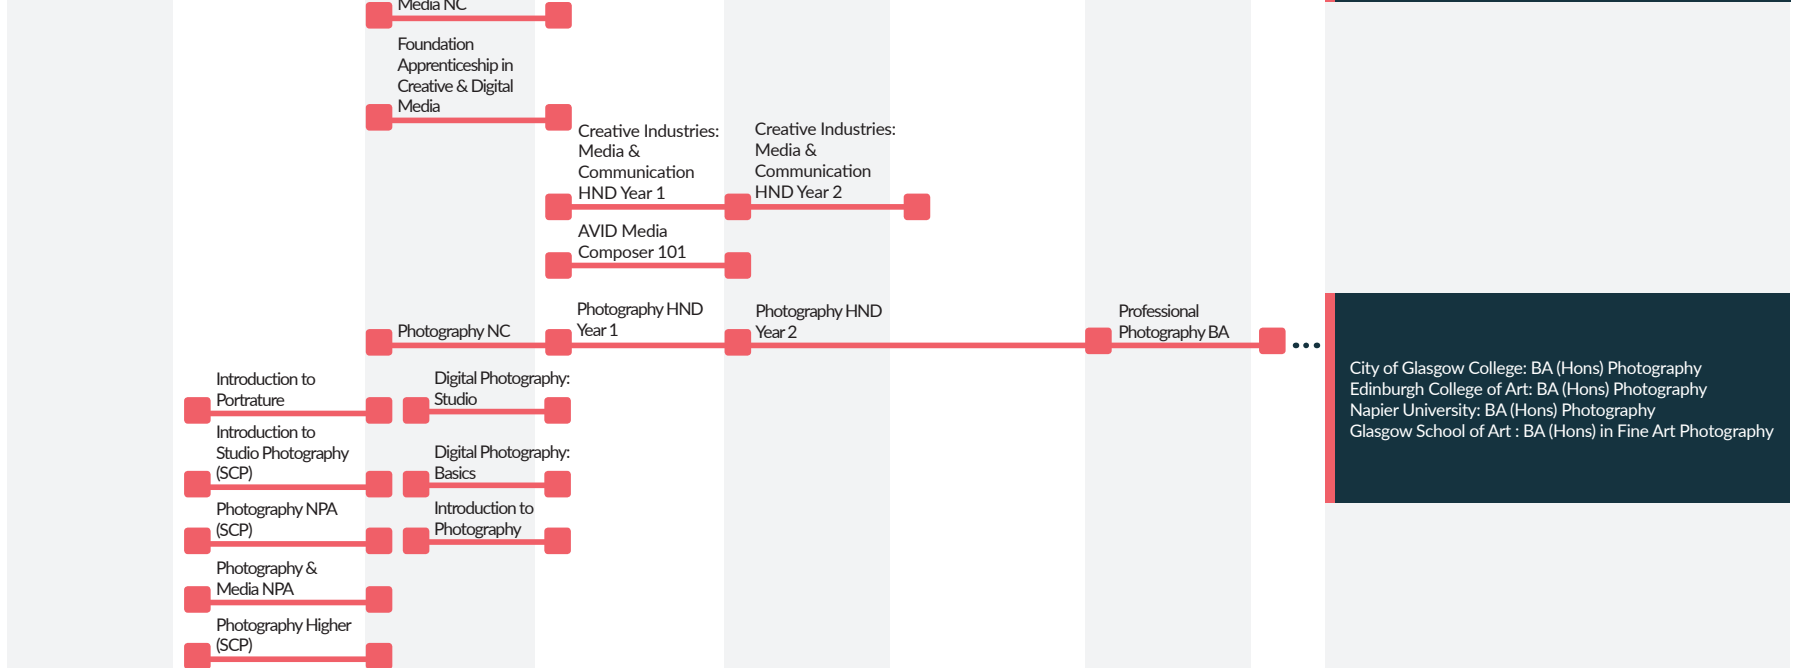 Media NC
Foundation
Apprenticeship in
Creative & Digital
Media
Creative Industries:
Media &
Communication
HND Year 1
Creative Industries:
Media &
Communication
HND Year 2
AVID Media
Composer 101
Photography NC
Photography HND
Year 1
Photography HND
Year 2
Professional
Photography BA
City of Glasgow College: BA (Hons) Photography
Edinburgh College of Art: BA (Hons) Photography
Napier University: BA (Hons) Photography
Glasgow School of Art : BA (Hons) in Fine Art Photography
Introduction to
Portrature
Digital Photography:
Studio
Introduction to
Studio Photography
(SCP)
Digital Photography:
Basics
Photography NPA
(SCP)
Introduction to
Photography
Photography &
Media NPA
Photography Higher
(SCP)